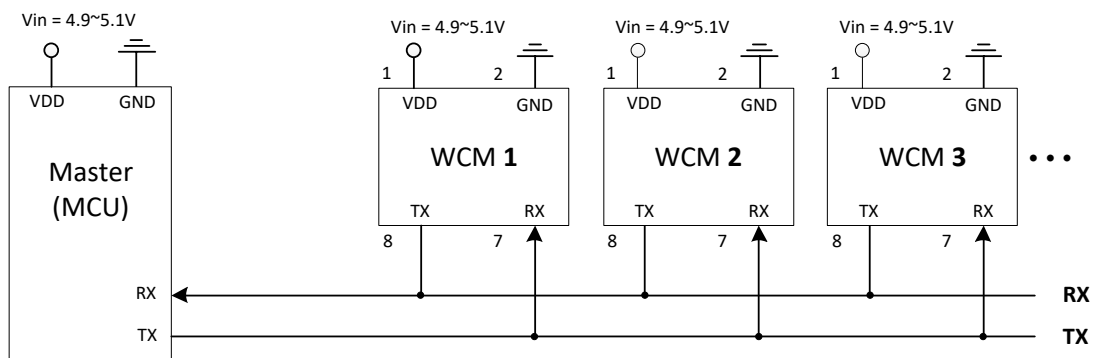 Vin = 4.9~5.1V
Vin = 4.9~5.1V
Vin = 4.9~5.1V
Vin = 4.9~5.1V
1 2 1 2 1 2
VDD GND
VDD GND
VDD GND
VDD GND
Master
(MCU)
WCM 1
WCM 2
WCM 3
...
TX RX
TX RX
TX RX
8 7 8 7 8 7
RX RX
TX TX